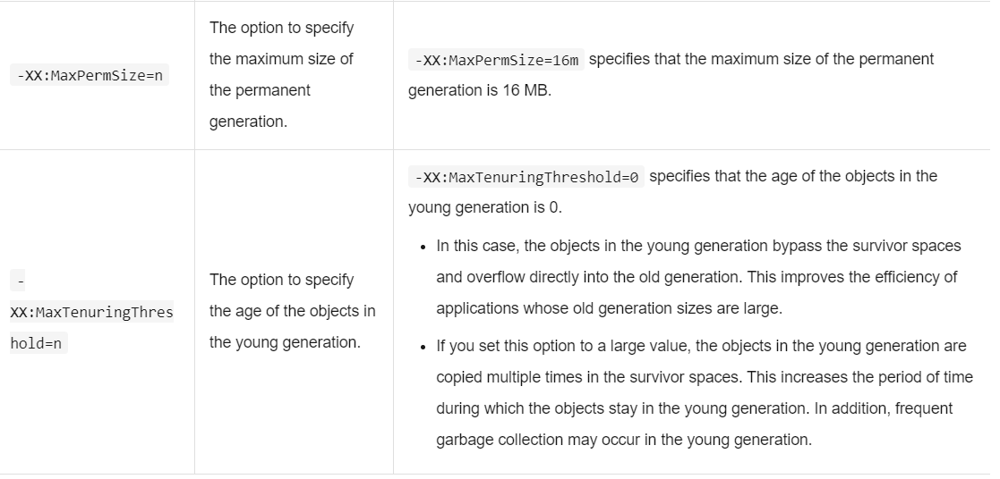 -XX:MaxPermSize=n
The option to specify
the maximum size of
the permanent
generation.
-XX:MaxPermSize=16m specifies that the maximum size of the permanent
generation is 16 MB.
-
XX:MaxTenuringThres
hold=n
The option to specify
the age of the objects in
the young generation.
-XX:MaxTenuringThreshold=0 specifies that the age of the objects in the
young generation is 0.
• In this case, the objects in the young generation bypass the survivor spaces
and overflow directly into the old generation. This improves the efficiency of
applications whose old generation sizes are large.
• If you set this option to a large value, the objects in the young generation are
copied multiple times in the survivor spaces. This increases the period of time
during which the objects stay in the young generation. In addition, frequent
garbage collection may occur in the young generation.